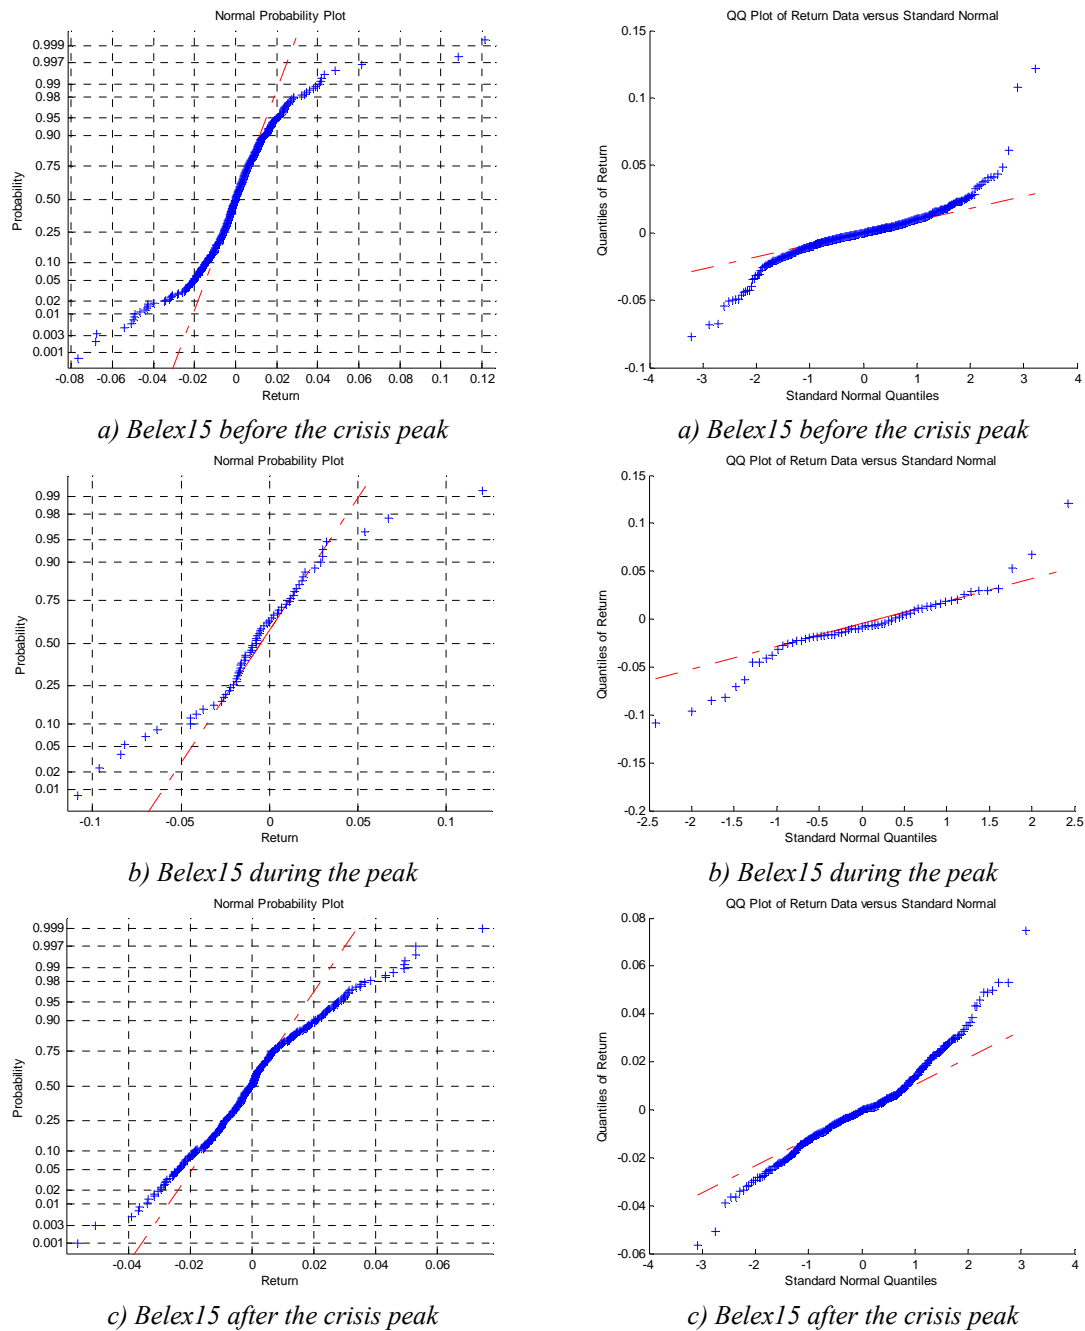 Normal Probability Plot
0.999
0.997
0.99
0.98
0.95
0.90
0.75
0.50
0.25
0.10
0.05
0.02
0.01
0.003
0.001
Probability
-0.08 -0.06 -0.04 -0.02 0 0.02 0.04 0.06 0.08 0.10 0.12
Return
a) Belex15 before the crisis peak
QQ Plot of Return Data versus Standard Normal
0.15
0.1
0.05
0
-0.05
-0.1
Quantiles of Return
-4 -3 -2 -1 0 1 2 3 4
Standard Normal Quantiles
a) Belex15 before the crisis peak
Normal Probability Plot
0.99
0.98
0.95
0.90
0.75
0.50
0.25
0.10
0.05
0.02
0.01
Probability
-0.1 -0.05 0 0.05 0.1
Return
b) Belex15 during the peak
QQ Plot of Return Data versus Standard Normal
0.15
0.1
0.05
0
-0.05
-0.1
-0.15
-0.2
Quantiles of Return
-2.5 -2 -1.5 -1 -0.5 0 0.5 1 1.5 2 2.5
Standard Normal Quantiles
b) Belex15 during the peak
Normal Probability Plot
0.999
0.997
0.99
0.98
0.95
0.90
0.75
0.50
0.25
0.10
0.05
0.02
0.01
0.003
0.001
Probability
-0.04 -0.02 0 0.02 0.04 0.06
Return
c) Belex15 after the crisis peak
QQ Plot of Return Data versus Standard Normal
0.08
0.06
0.04
0.02
0
-0.02
-0.04
-0.06
Quantiles of Return
-4 -3 -2 -1 0 1 2 3 4
Standard Normal Quantiles
c) Belex15 after the crisis peak